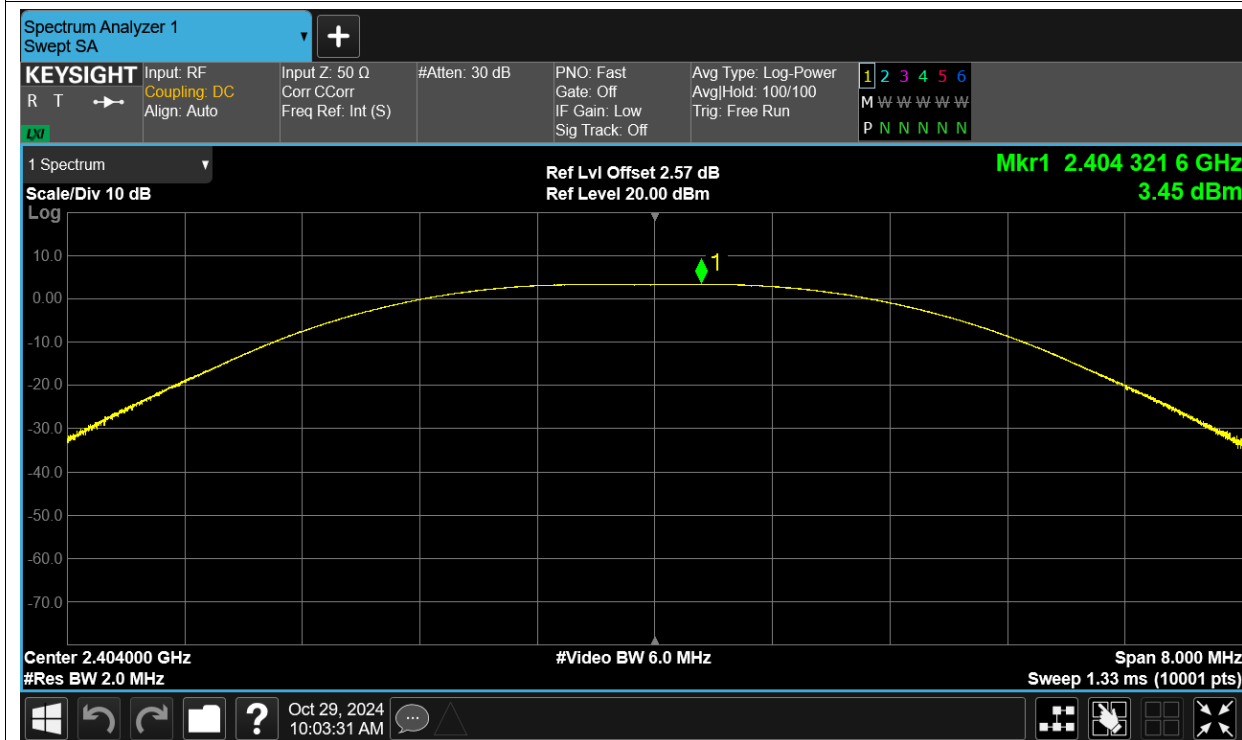 Spectrum Analyzer 1
Swept SA
KEYSIGHT
R T
LXI
Input: RF
Coupling: DC
Align: Auto
Input Z: 50 Ω
Corr CCorr
Freq Ref: Int (S)
#Atten: 30 dB
PNO: Fast
Gate: Off
IF Gain: Low
Sig Track: Off
Avg Type: Log-Power
Avg|Hold: 100/100
Trig: Free Run
1 2 3 4 5 6
M W W W W W
P N N N N N
1 Spectrum
Scale/Div 10 dB
Log
Ref Lvl Offset 2.57 dB
Ref Level 20.00 dBm
Mkr1 2.404 321 6 GHz
3.45 dBm
1
10.0
0.00
-10.0
-20.0
-30.0
-40.0
-50.0
-60.0
-70.0
Center 2.404000 GHz
#Video BW 6.0 MHz
Span 8.000 MHz
#Res BW 2.0 MHz
Sweep 1.33 ms (10001 pts)
?
Oct 29, 2024
10:03:31 AM